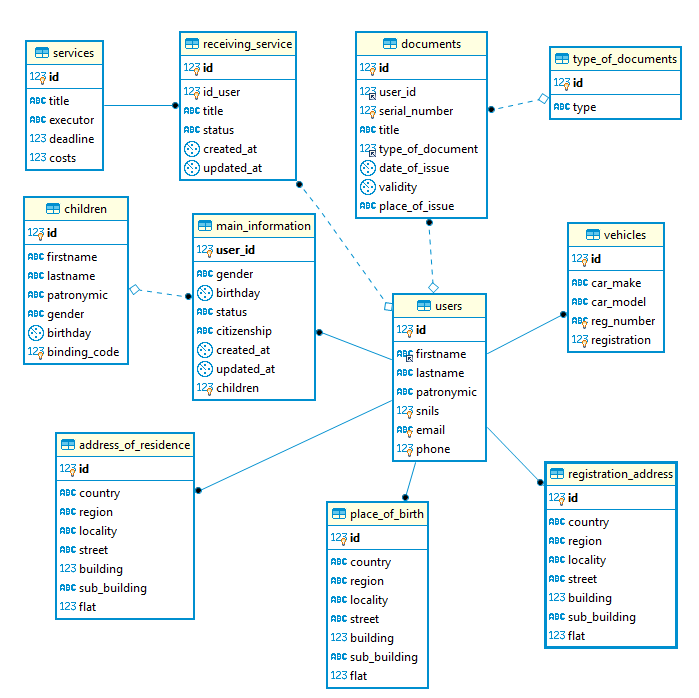 services
123 id
ABC title
ABC executor
123 deadline
123 costs
receiving_service
123 id
123 id_user
ABC title
ABC status
created_at
updated_at
documents
123 id
123 user_id
123 serial_number
ABC title
123 type_of_document
date_of_issue
validity
ABC place_of_issue
type_of_documents
123 id
ABC type
children
123 id
ABC firstname
ABC lastname
ABC patronymic
ABC gender
birthday
123 binding_code
main_information
123 user_id
ABC gender
birthday
ABC status
ABC citizenship
created_at
updated_at
123 children
users
123 id
ABC firstname
ABC lastname
ABC patronymic
123 snils
ABC email
123 phone
vehicles
123 id
ABC car_make
ABC car_model
ABC reg_number
123 registration
address_of_residence
123 id
ABC country
ABC region
ABC locality
ABC street
123 building
ABC sub_building
123 flat
place_of_birth
123 id
ABC country
ABC region
ABC locality
ABC street
123 building
ABC sub_building
123 flat
registration_address
123 id
ABC country
ABC region
ABC locality
ABC street
123 building
ABC sub_building
123 flat